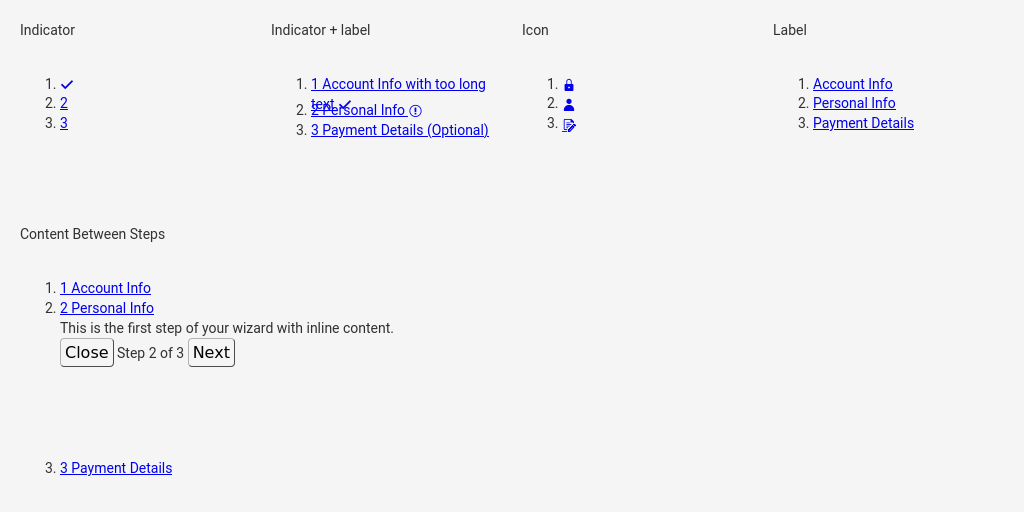 Indicator
1.
2. 2
3. 3
Indicator + label
1. 1 Account Info with too long
text
2. 2 Personal Info
3. 3 Payment Details (Optional)
Icon
1.
2.
3.
Label
1. Account Info
2. Personal Info
3. Payment Details
Content Between Steps
1. 1 Account Info
2. 2 Personal Info
This is the first step of your wizard with inline content.
Close Step 2 of 3 Next
3. 3 Payment Details